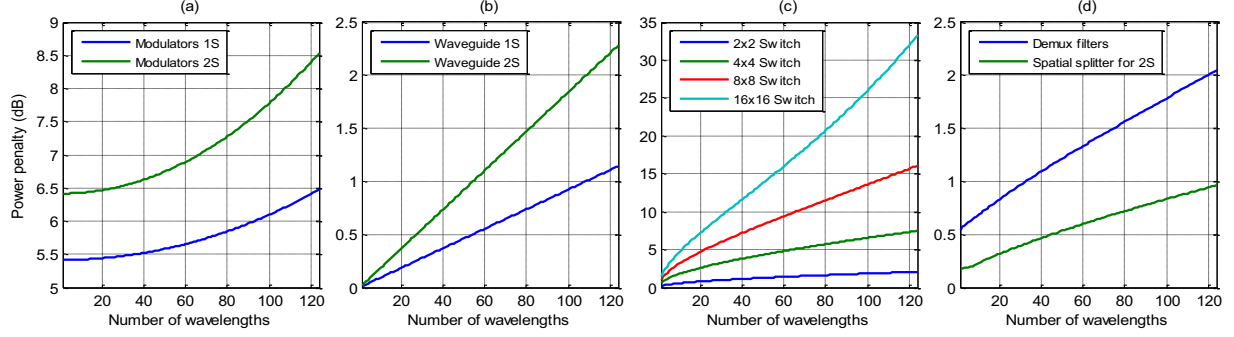 (a)
9
8.5
8
7.5
7
6.5
6
5.5
5
Power penalty (dB)
Modulators 1S
Modulators 2S
20 40 60 80 100 120
Number of wavelengths
(b)
2.5
2
1.5
1
0.5
0
Waveguide 1S
Waveguide 2S
20 40 60 80 100 120
Number of wavelengths
(c)
35
30
25
20
15
10
5
0
2x2 Switch
4x4 Switch
8x8 Switch
16x16 Switch
20 40 60 80 100 120
Number of wavelengths
(d)
2.5
2
1.5
1
0.5
0
Demux filters
Spatial splitter for 2S
20 40 60 80 100 120
Number of wavelengths